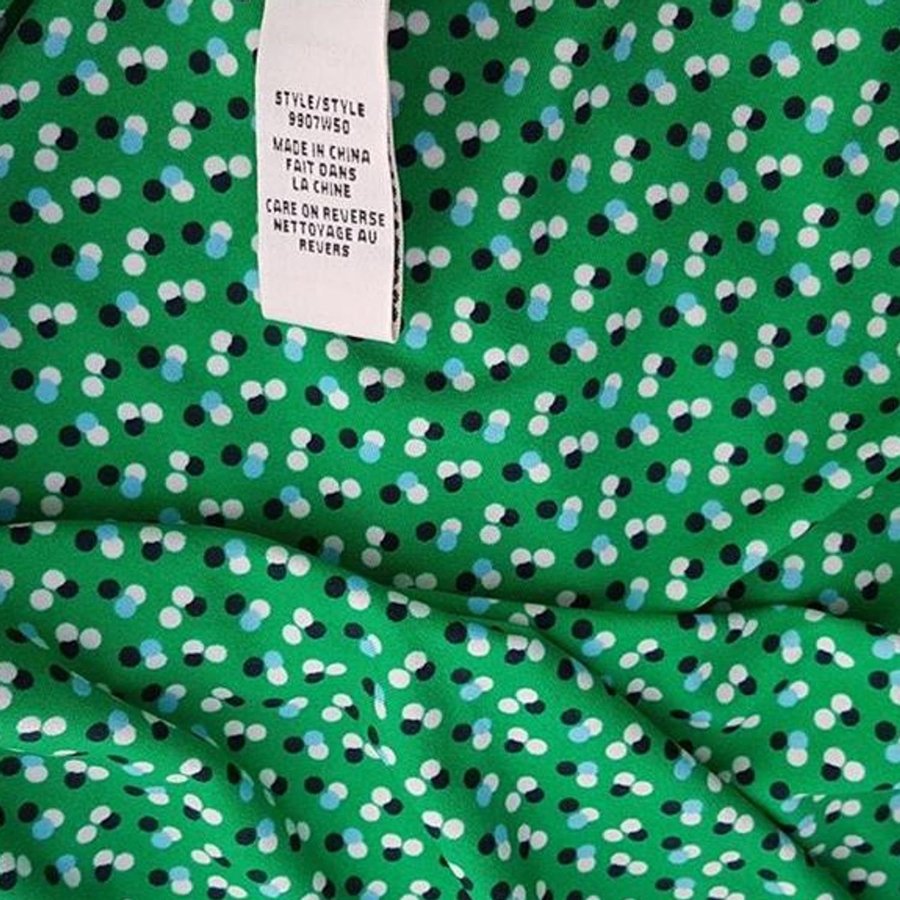 STYLE/STYLE
9907W50
MADE IN CHINA
FAIT DANS
LA CHINE
CARE ON REVERSE
NETTOYAGE AU
REVERS